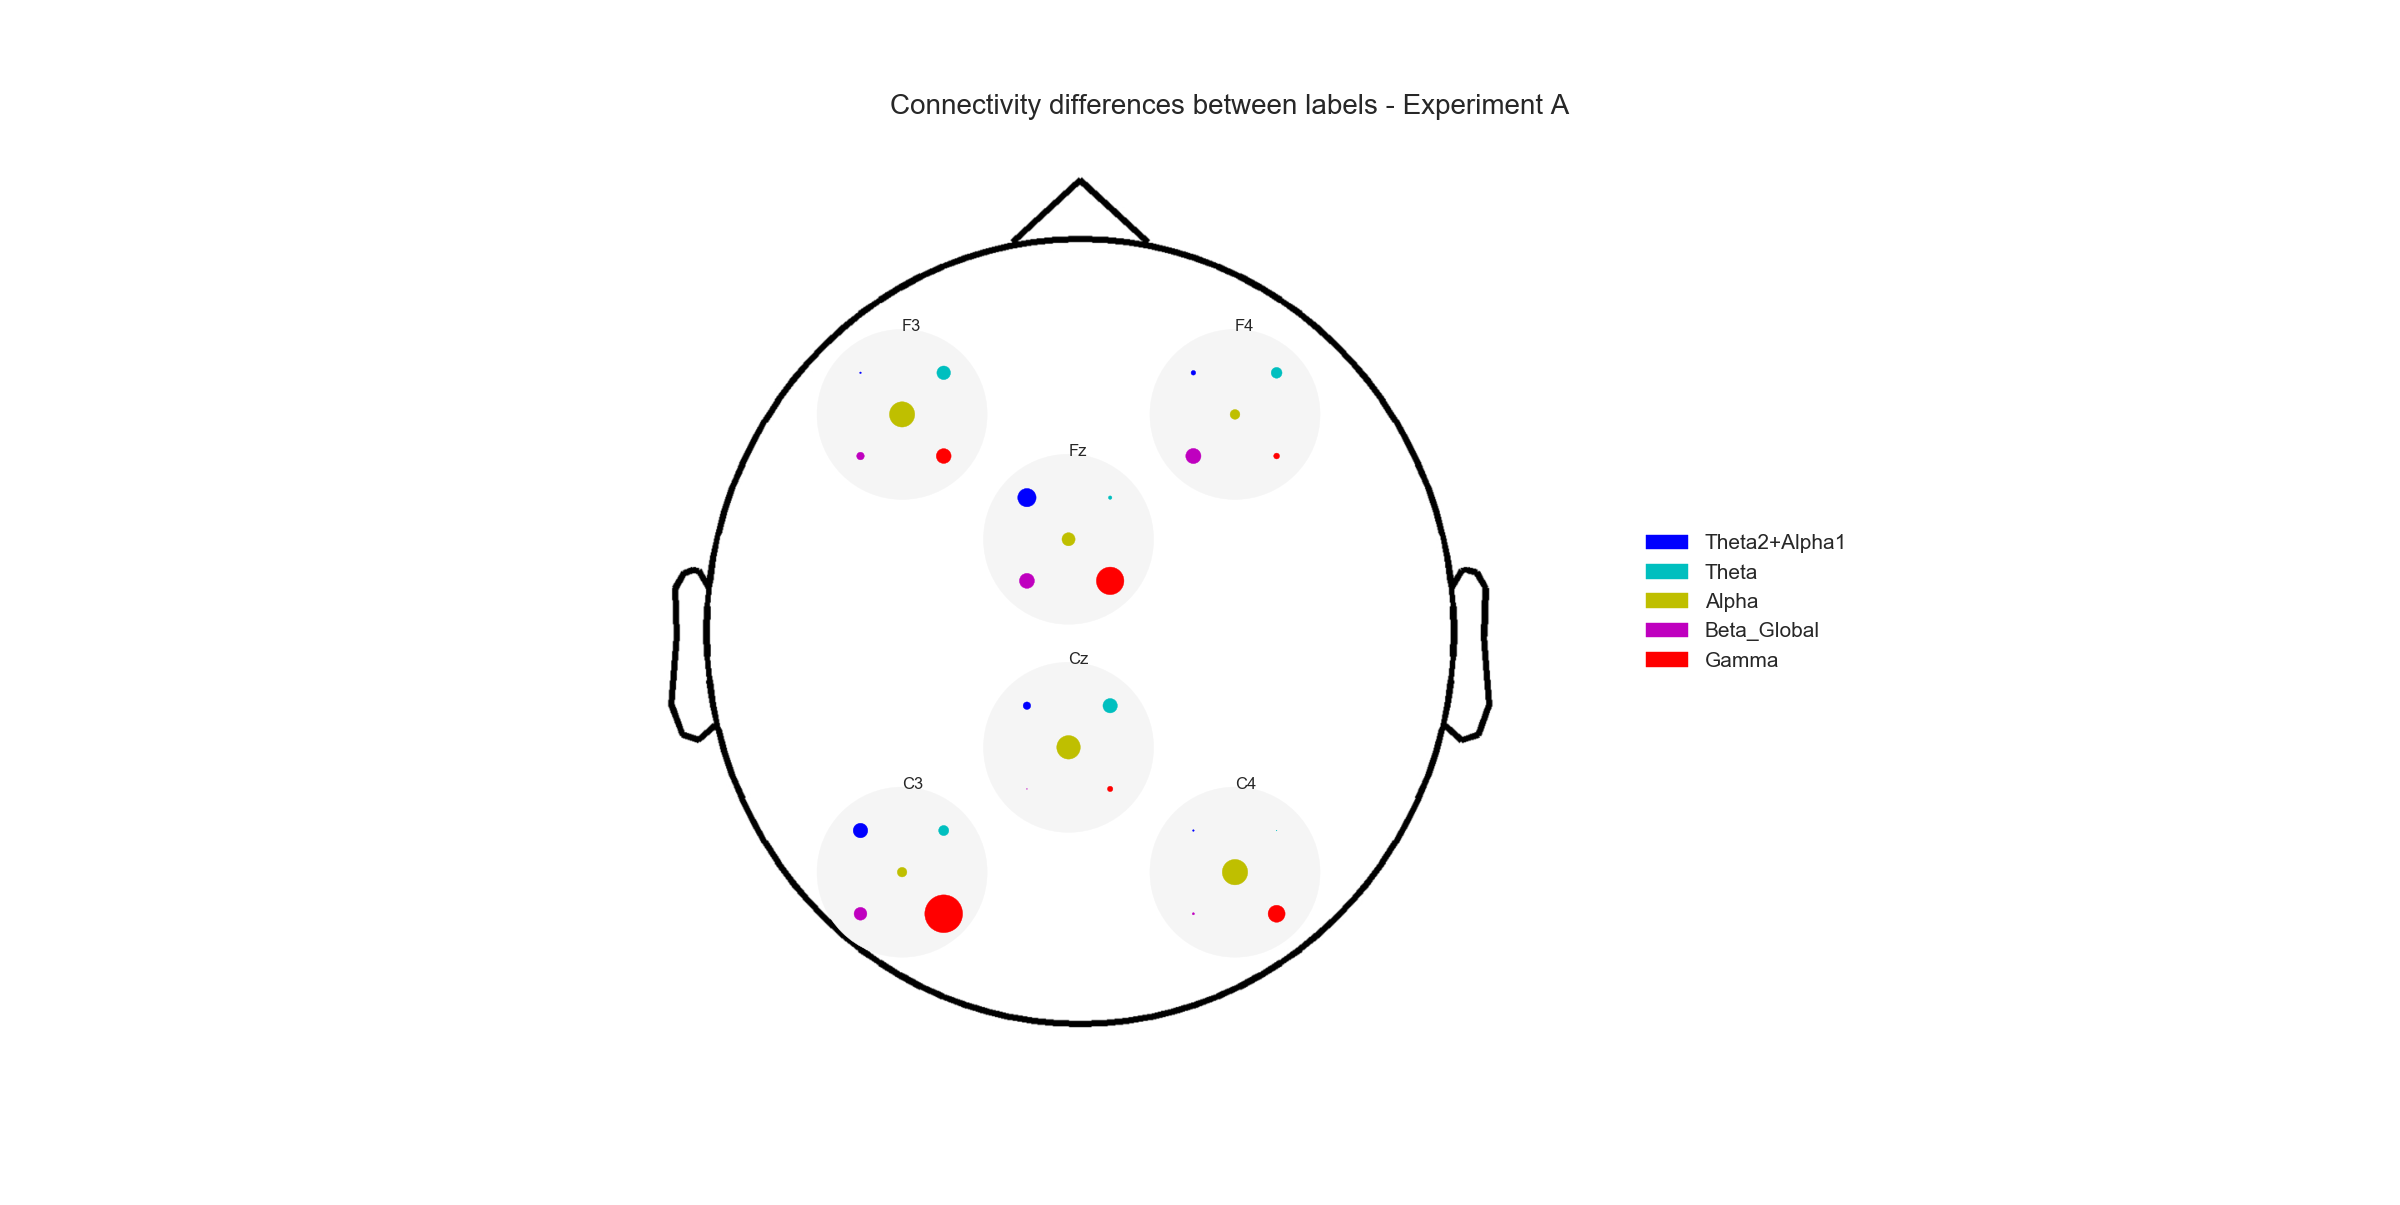 Connectivity differences between labels - Experiment A
F3
F4
Fz
Theta2+Alpha1
Theta
Alpha
Beta_Global
Gamma
Cz
C3
C4